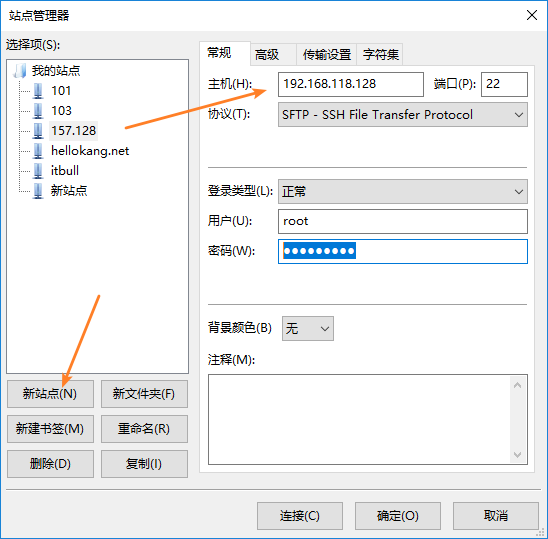 站点管理器
选择项(S):
我的站点
101
103
157.128
hellokang.net
itbull
新站点
新站点(N)
新文件夹(F)
新建书签(M)
重命名(R)
删除(D)
复制(I)
常规
高级
传输设置
字符集
主机(H):
192.168.118.128
端口(P):
22
协议(T):
SFTP - SSH File Transfer Protocol
登录类型(L):
正常
用户(U):
root
密码(W):
●●●●●●●●●
背景颜色(B)
无
注释(M):
连接(C)
确定(O)
取消